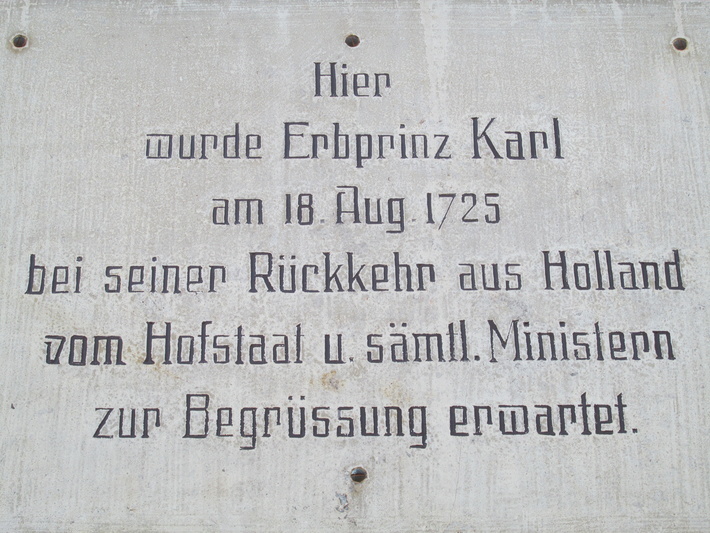 Hier
wurde Erbprinz Karl
am 18. Aug. 1725
bei seiner Rückkehr aus Holland
vom Hofstaat u. sämtl. Ministern
zur Begrüssung erwartet.